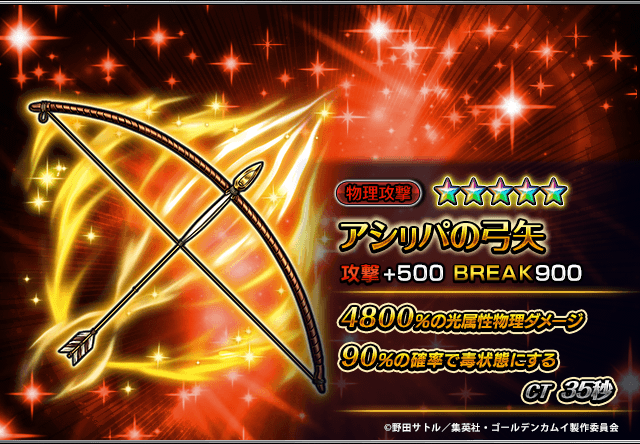 物理攻撃
アシㇼパの弓矢
攻撃+500 BREAK900
4800%の光属性物理ダメージ
90%の確率で毒状態にする
CT 35秒
©野田サトル／集英社・ゴールデンカムイ製作委員会